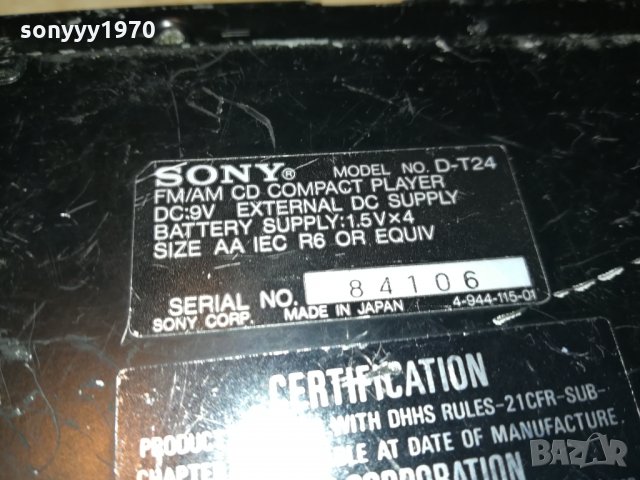 sonyyy1970
SONY® MODEL NO. D-T24
FM/AM CD COMPACT PLAYER
DC:9V EXTERNAL DC SUPPLY
BATTERY SUPPLY:1.5V×4
SIZE AA IEC R6 OR EQUIV
SERIAL NO. 84106
SONY CORP. MADE IN JAPAN 4-944-115-01
CERTIFICATION
WITH DHHS RULES-21CFR-SUB-
AT DATE OF MANUFACTURE
CORPORATION
BAZAR